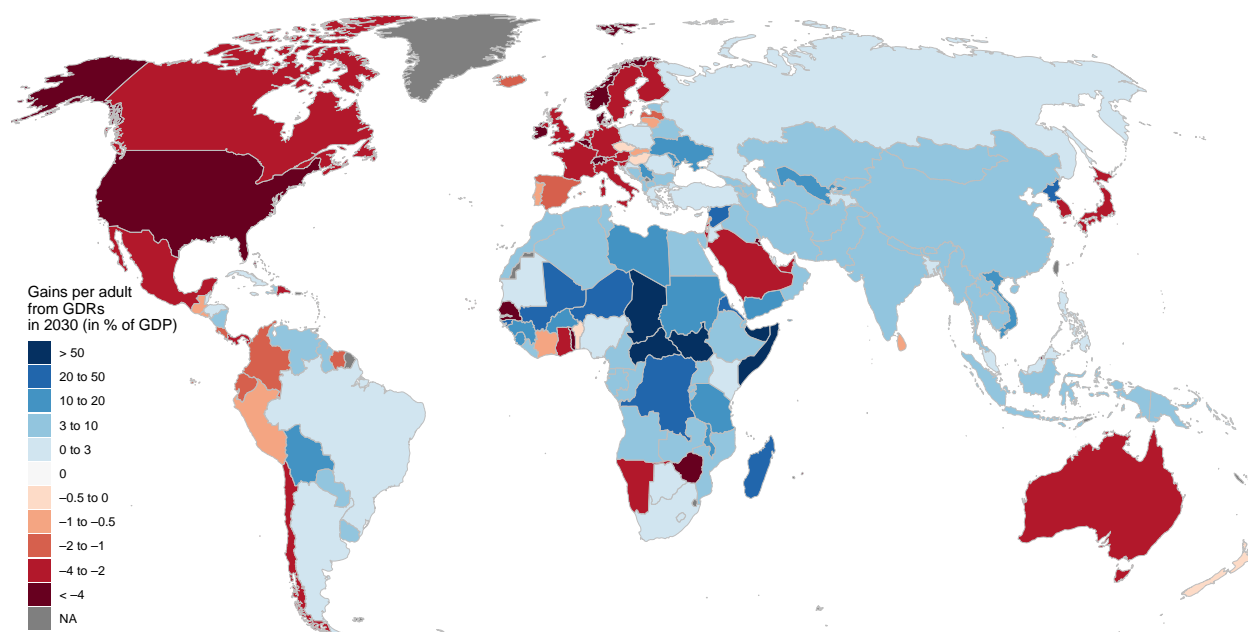 Gains per adult
from GDRs
in 2030 (in % of GDP)
> 50
20 to 50
10 to 20
3 to 10
0 to 3
0
−0.5 to 0
−1 to −0.5
−2 to −1
−4 to −2
< −4
NA